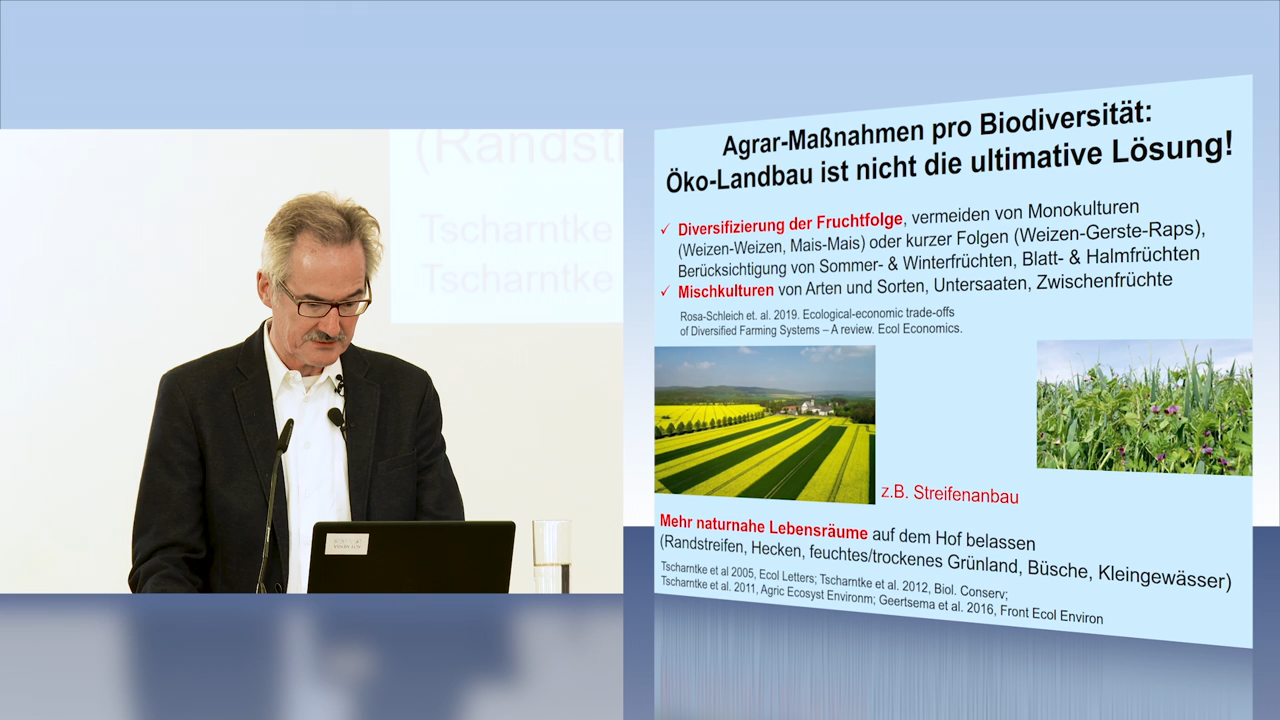 (Randstr
Tscharntke
Tscharntke
Agrar-Maßnahmen pro Biodiversität:
Öko-Landbau ist nicht die ultimative Lösung!
✓ Diversifizierung der Fruchtfolge, vermeiden von Monokulturen
(Weizen-Weizen, Mais-Mais) oder kurzer Folgen (Weizen-Gerste-Raps),
Berücksichtigung von Sommer- & Winterfrüchten, Blatt- & Halmfrüchten
✓ Mischkulturen von Arten und Sorten, Untersaaten, Zwischenfrüchte
Rosa-Schleich et. al. 2019. Ecological-economic trade-offs
of Diversified Farming Systems – A review. Ecol Economics.
z.B. Streifenanbau
Mehr naturnahe Lebensräume auf dem Hof belassen
(Randstreifen, Hecken, feuchtes/trockenes Grünland, Büsche, Kleingewässer)
Tscharntke et al 2005, Ecol Letters; Tscharntke et al. 2012, Biol. Conserv;
Tscharntke et al. 2011, Agric Ecosyst Environm; Geertsema et al. 2016, Front Ecol Environ